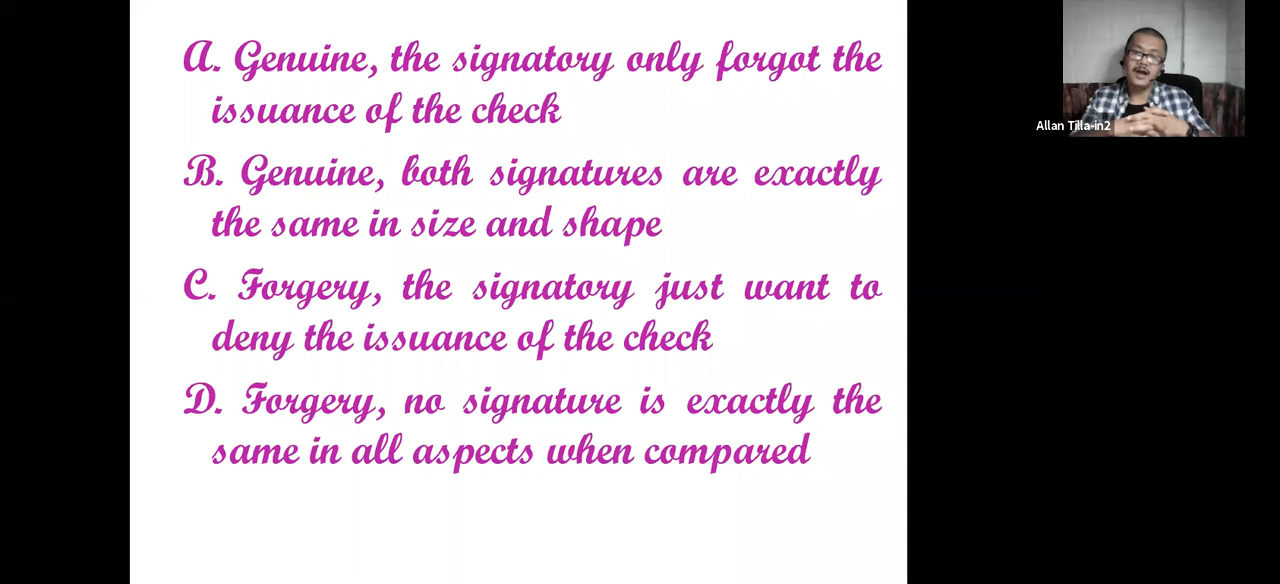 A. Genuine, the signatory only forgot the
issuance of the check
B. Genuine, both signatures are exactly
the same in size and shape
C. Forgery, the signatory just want to
deny the issuance of the check
D. Forgery, no signature is exactly the
same in all aspects when compared
Allan Tilla-in2